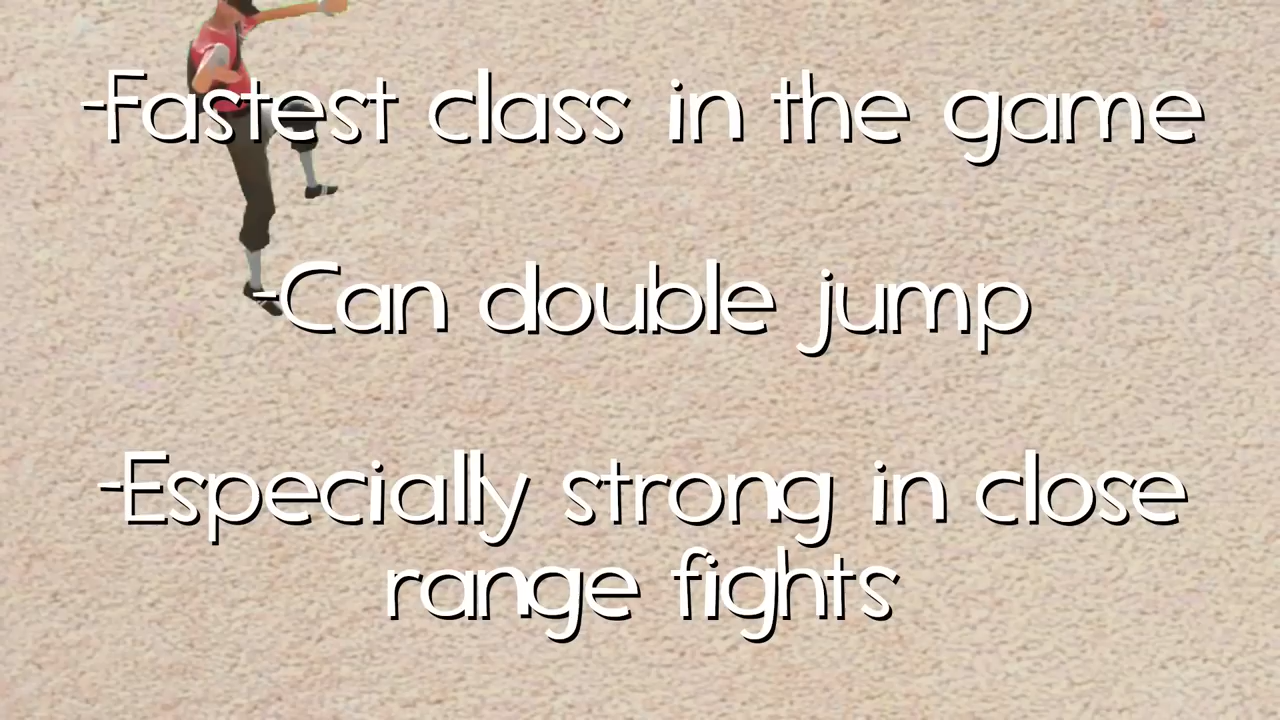 -Fastest class in the game
-Can double jump
-Especially strong in close
range fights